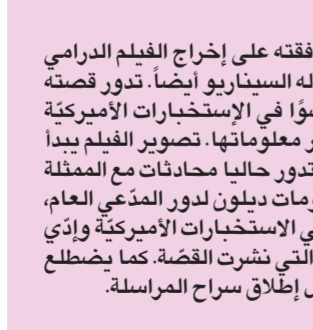 فقته على إخراج الفيلم الدرامي
له السيناريو أيضاً. تدور قصته
وًا في الإستخبارات الأميركيّة
معلوماتها. تصوير الفيلم يبدأ
تدور حاليا محادثات مع الممثلة
ومات ديلون لدور المدّعي العام،
ي الاستخبارات الأميركيّة وإدّي
التي نشرت القصّة. كما يضطلع
إطلاق سراح المراسلة.